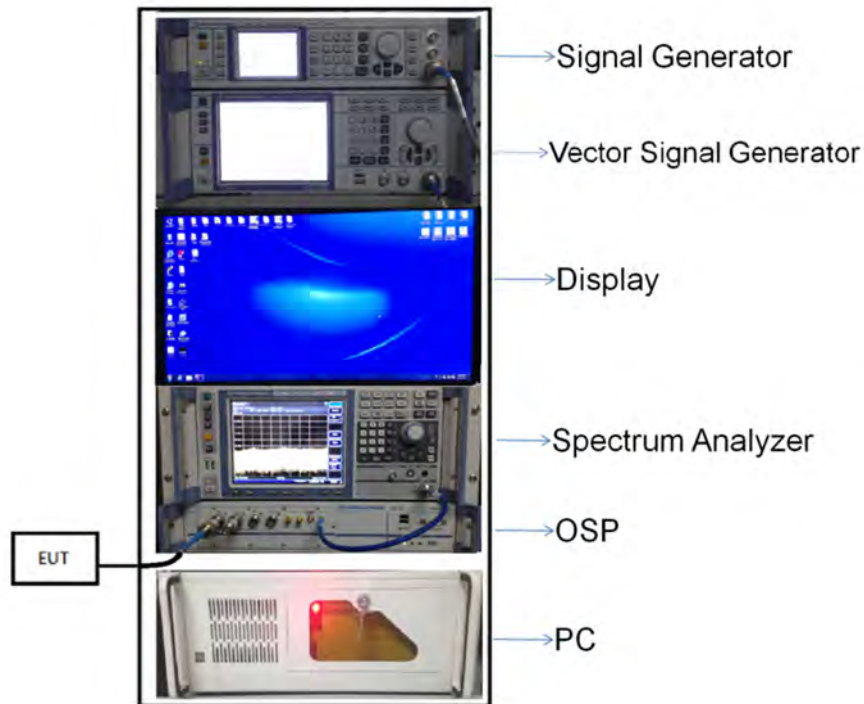 Signal Generator
Vector Signal Generator
Display
Spectrum Analyzer
OSP
EUT
PC